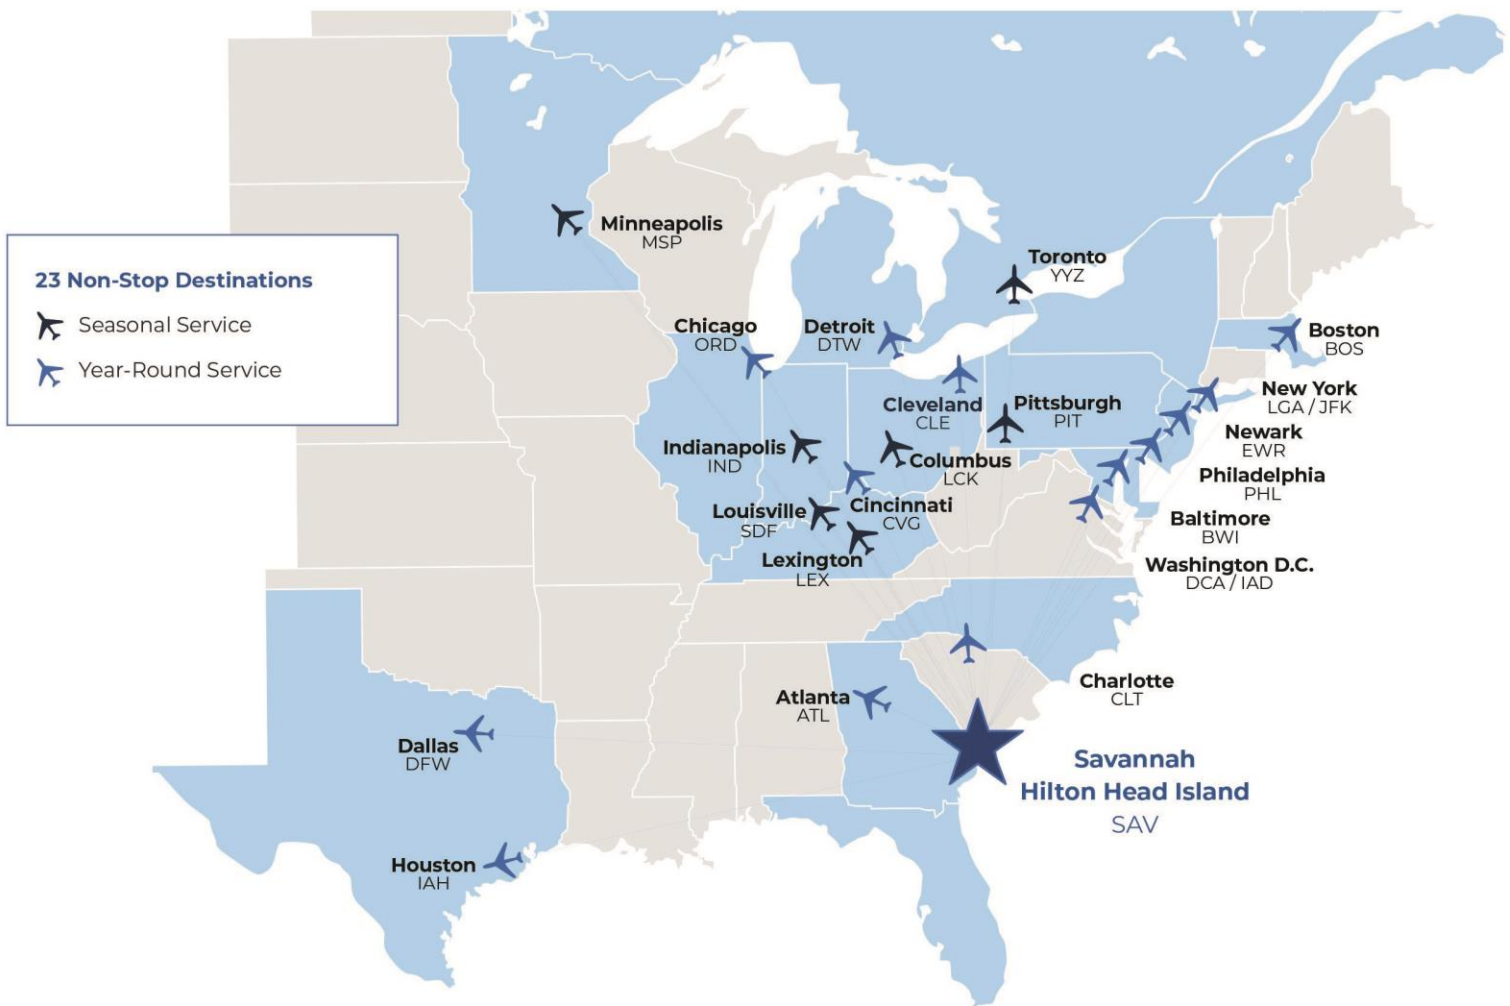 23 Non-Stop Destinations
Seasonal Service
Year-Round Service
Minneapolis
MSP
Toronto
YYZ
Chicago
ORD
Detroit
DTW
Boston
BOS
Cleveland
CLE
Pittsburgh
PIT
New York
LGA / JFK
Newark
EWR
Indianapolis
IND
Columbus
LCK
Philadelphia
PHL
Louisville
SDF
Cincinnati
CVG
Baltimore
BWI
Lexington
LEX
Washington D.C.
DCA / IAD
Charlotte
CLT
Atlanta
ATL
Dallas
DFW
Savannah
Hilton Head Island
SAV
Houston
IAH